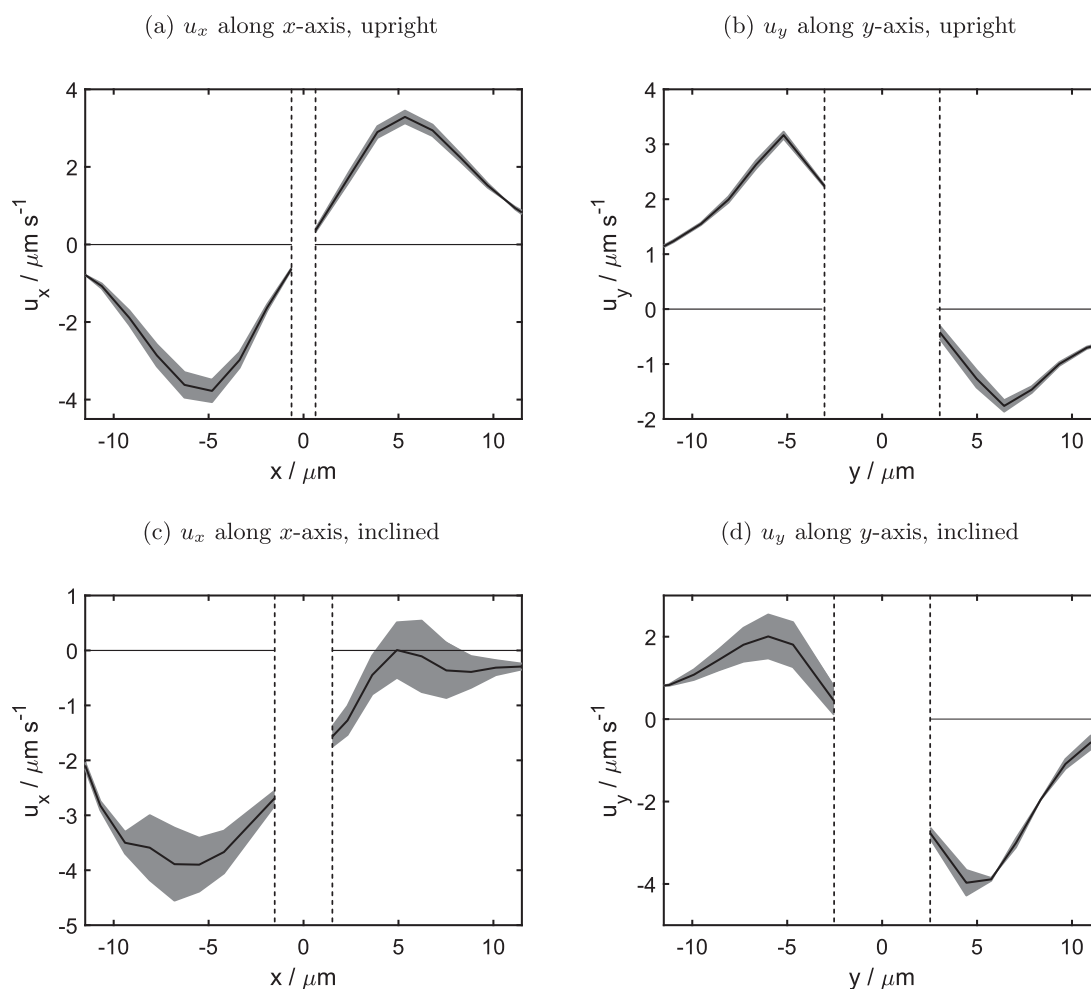 (a) u_x along x-axis, upright
(b) u_y along y-axis, upright
4
2
0
-2
-4
u_x / μm s^-1
-10 -5 0 5 10
x / μm
4
3
2
1
0
-1
-2
u_y / μm s^-1
-10 -5 0 5 10
y / μm
(c) u_x along x-axis, inclined
(d) u_y along y-axis, inclined
1
0
-1
-2
-3
-4
-5
u_x / μm s^-1
-10 -5 0 5 10
x / μm
2
0
-2
-4
u_y / μm s^-1
-10 -5 0 5 10
y / μm